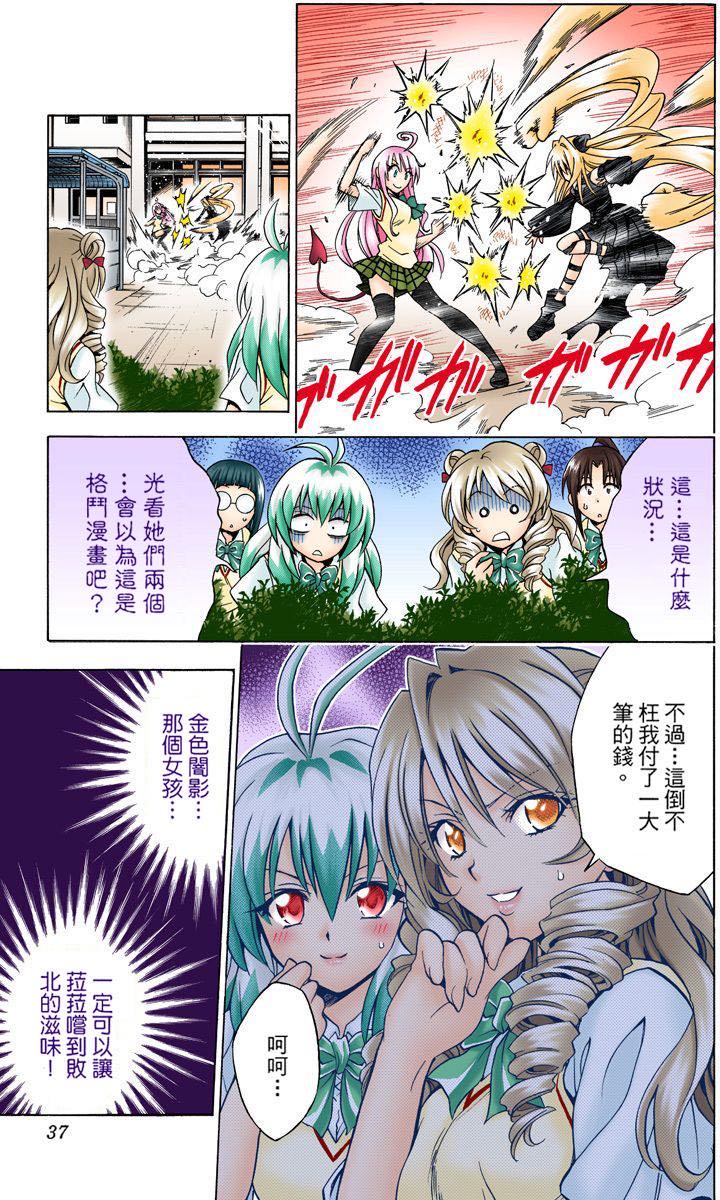 ガガガガガ
這…這是什麼
狀況…
光看她們兩個
…會以為這是
格鬥漫畫吧？
不過…這倒不
枉我付了一大
筆的錢。
呵呵…
金色闇影…
那個女孩…
一定可以讓
菈菈嚐到敗
北的滋味！
37